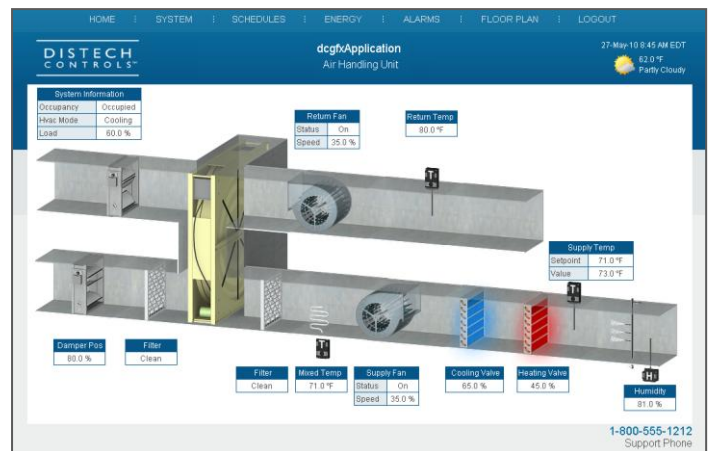 HOME SYSTEM SCHEDULES ENERGY ALARMS FLOOR PLAN LOGOUT
DISTECH
CONTROLS™
dcgfxApplication
Air Handling Unit
27-May-10 8:45 AM EDT
62.0 °F
Partly Cloudy
System Information
Occupancy Occupied
Hvac Mode Cooling
Load 60.0 %
Return Fan
Status On
Speed 35.0 %
Return Temp
80.0 °F
Supply Temp
Setpoint 71.0 °F
Value 73.0 °F
T
T
Damper Pos
80.0 %
Filter
Clean
Filter
Clean
T
Mixed Temp
71.0 °F
Supply Fan
Status On
Speed 35.0 %
Cooling Valve
65.0 %
Heating Valve
45.0 %
H
Humidity
81.0 %
1-800-555-1212
Support Phone